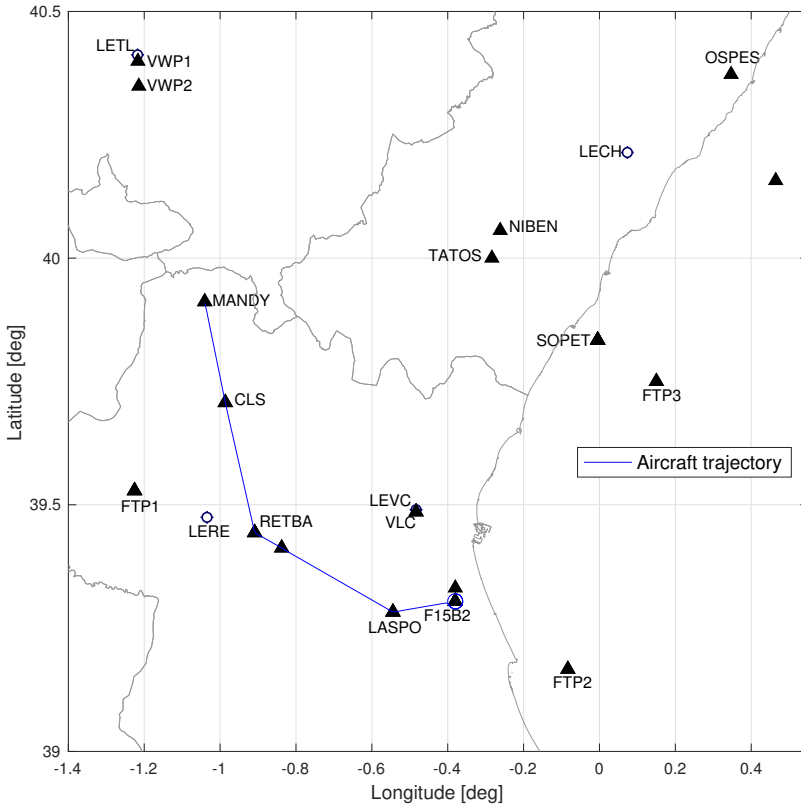 40.5
LETL
VWP1
VWP2
OSPES
LECH
NIBEN
40
TATOS
MANDY
SOPET
FTP3
CLS
Latitude [deg]
Aircraft trajectory
39.5
FTP1
LEVC
VLC
RETBA
LERE
F15B2
LASPO
FTP2
39
-1.4 -1.2 -1 -0.8 -0.6 -0.4 -0.2 0 0.2 0.4
Longitude [deg]